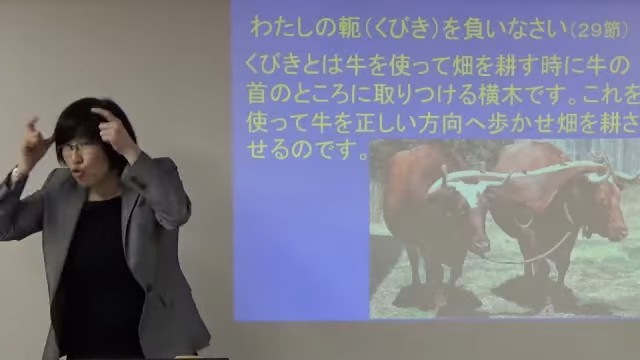 わたしの軛（くびき）を負いなさい（29節）
くびきとは牛を使って畑を耕す時に牛の
首のところに取りつける横木です。これを
使って牛を正しい方向へ歩かせ畑を耕さ
せるのです。